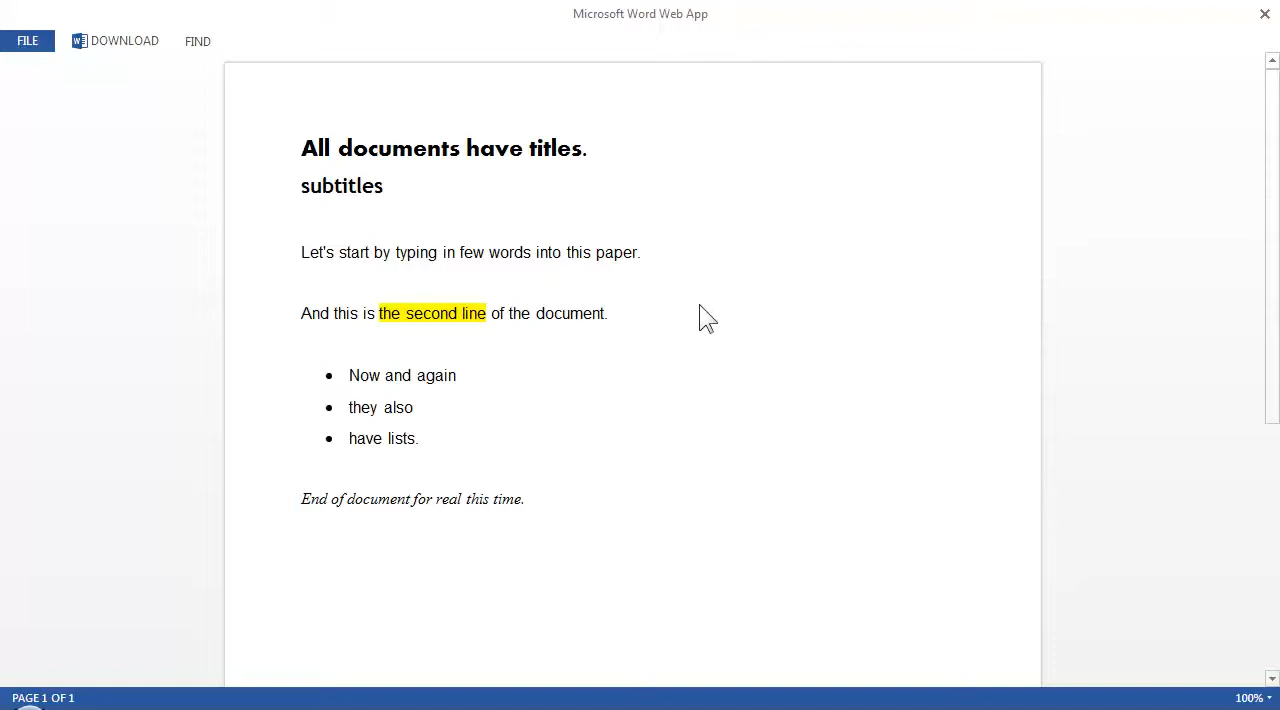 Microsoft Word Web App
FILE DOWNLOAD FIND
All documents have titles.
subtitles
Let's start by typing in few words into this paper.
And this is the second line of the document.
• Now and again
• they also
• have lists.
End of document for real this time.
PAGE 1 OF 1 100%